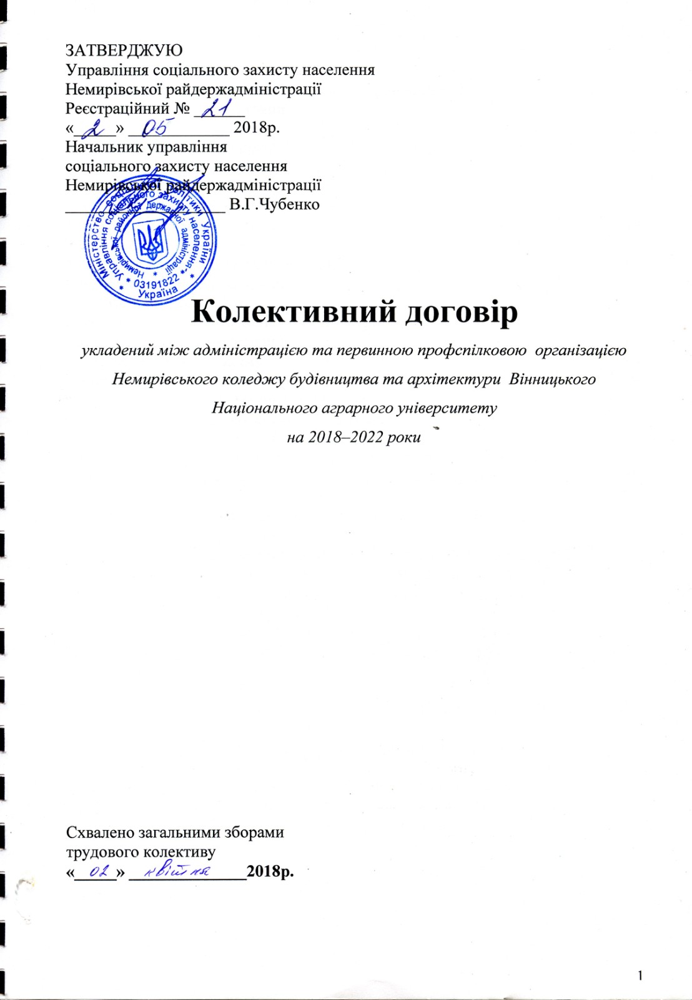 ЗАТВЕРДЖУЮ
Управління соціального захисту населення
Немирівської райдержадміністрації
Реєстраційний № 21
«2» 05 2018р.
Начальник управління
соціального захисту населення
Немирівської райдержадміністрації
В.Г.Чубенко
Міністерство соціальної політики України
Управління соціального захисту населення
Немирівської районної державної адміністрації
* 03191822 *
Україна
Колективний договір
укладений між адміністрацією та первинною профспілковою організацією
Немирівського коледжу будівництва та архітектури Вінницького
Національного аграрного університету
на 2018–2022 роки
Схвалено загальними зборами
трудового колективу
«02» квітня 2018р.
1